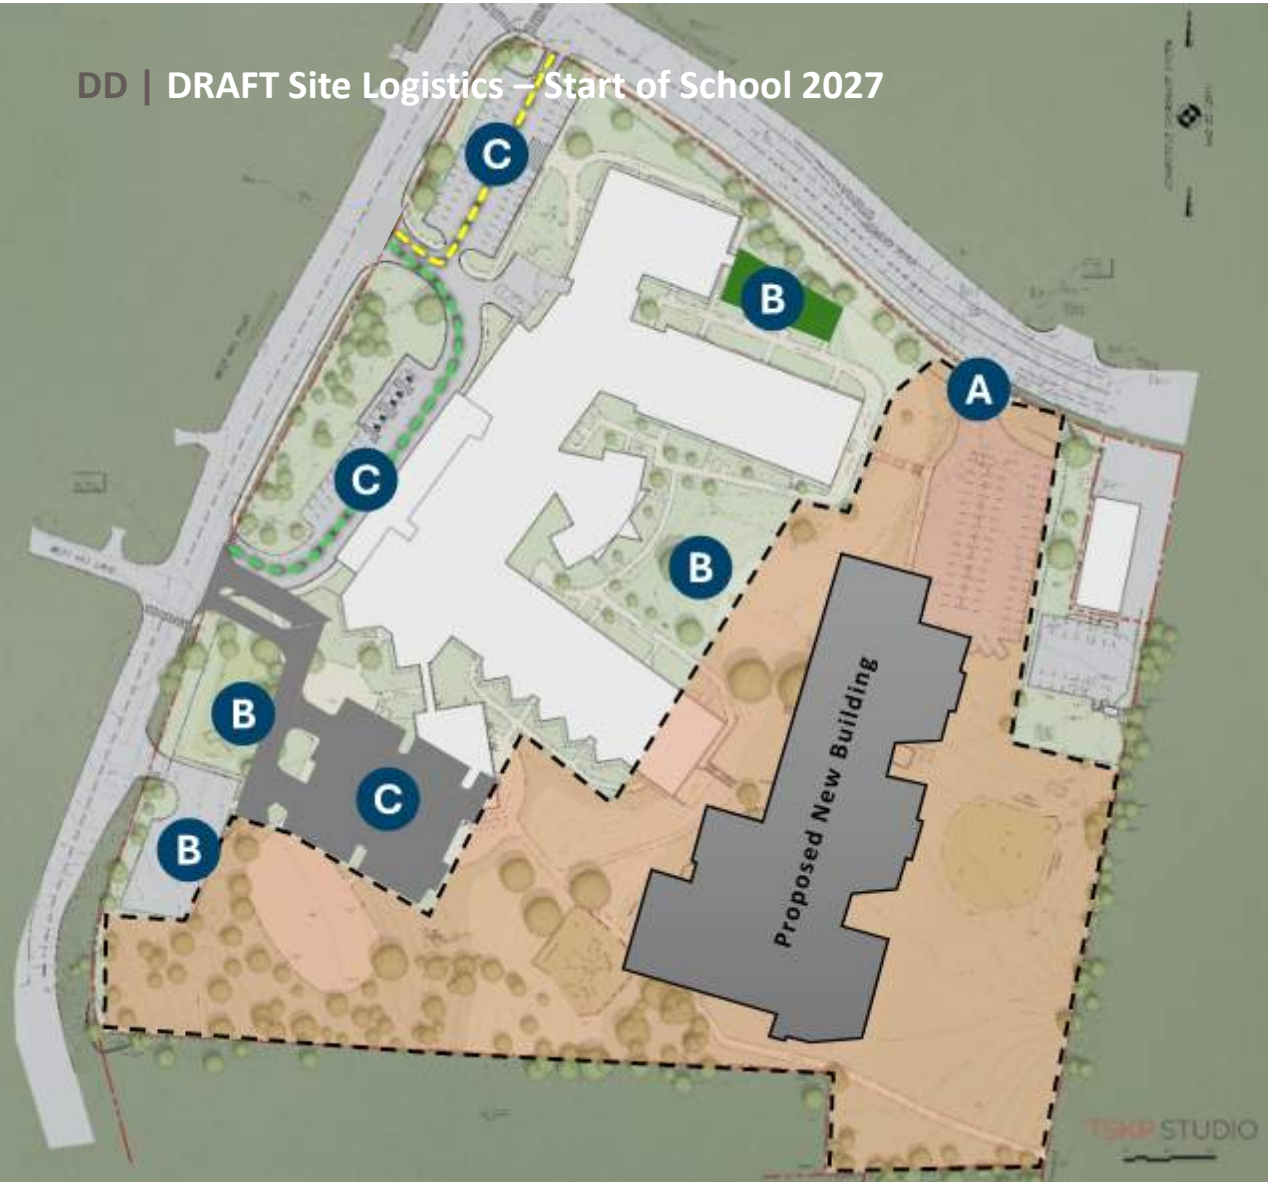 DD | DRAFT Site Logistics – Start of School 2027
C
B
A
C
B
B
C
B
Proposed New Building
TSKP STUDIO